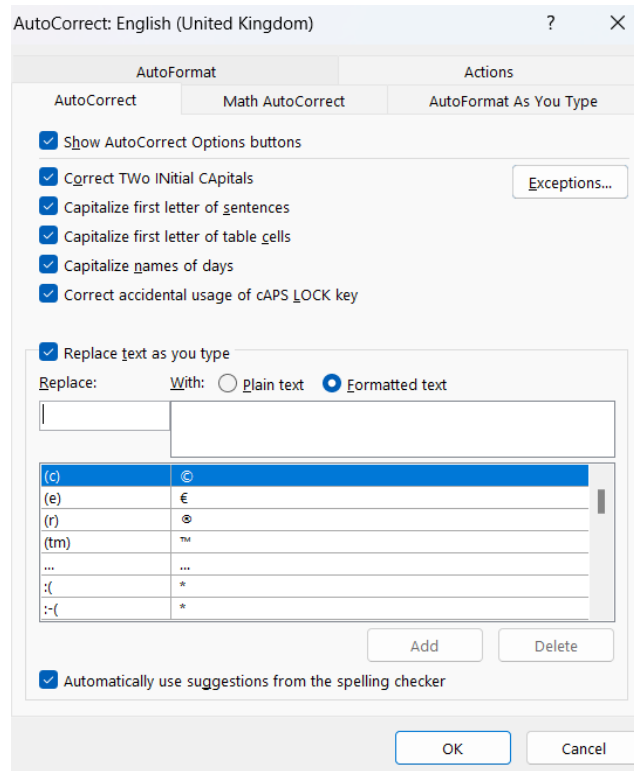 AutoCorrect: English (United Kingdom) ? ×
AutoFormat Actions
AutoCorrect Math AutoCorrect AutoFormat As You Type
Show AutoCorrect Options buttons
Correct TWo INitial CApitals
Exceptions...
Capitalize first letter of sentences
Capitalize first letter of table cells
Capitalize names of days
Correct accidental usage of cAPS LOCK key
Replace text as you type
Replace: With: Plain text Formatted text
(c) ©
(e) €
(r) ®
(tm) ™
... ...
:( *
:-( *
Add Delete
Automatically use suggestions from the spelling checker
OK Cancel